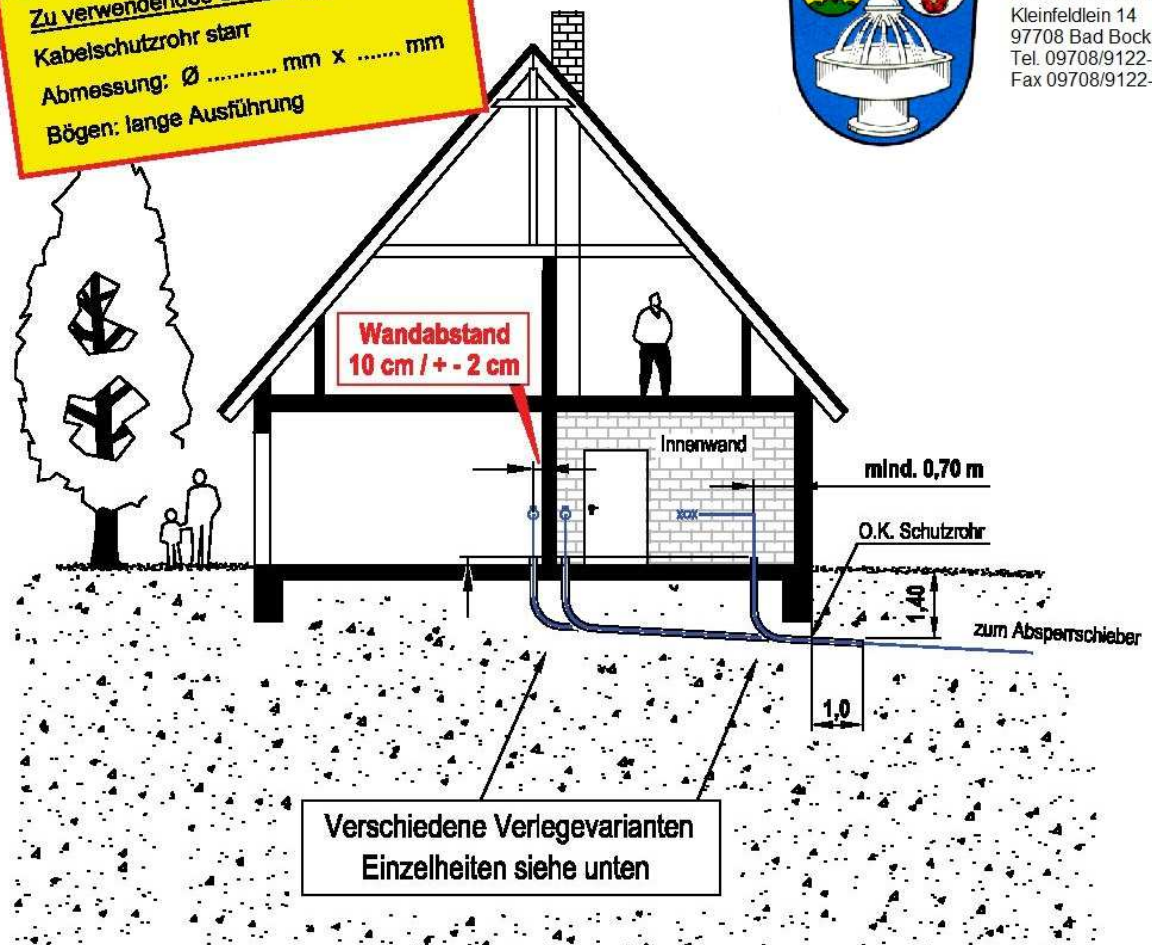 Zu verwendendes
Kabelschutzrohr starr
Abmessung: Ø ........... mm x ....... mm
Bögen: lange Ausführung
Kleinfeldlein 14
97708 Bad Bock
Tel. 09708/9122-
Fax 09708/9122-
Wandabstand
10 cm / + - 2 cm
Innenwand
mind. 0,70 m
O.K. Schutzrohr
1,40
zum Absperrschieber
1,0
Verschiedene Verlegevarianten
Einzelheiten siehe unten